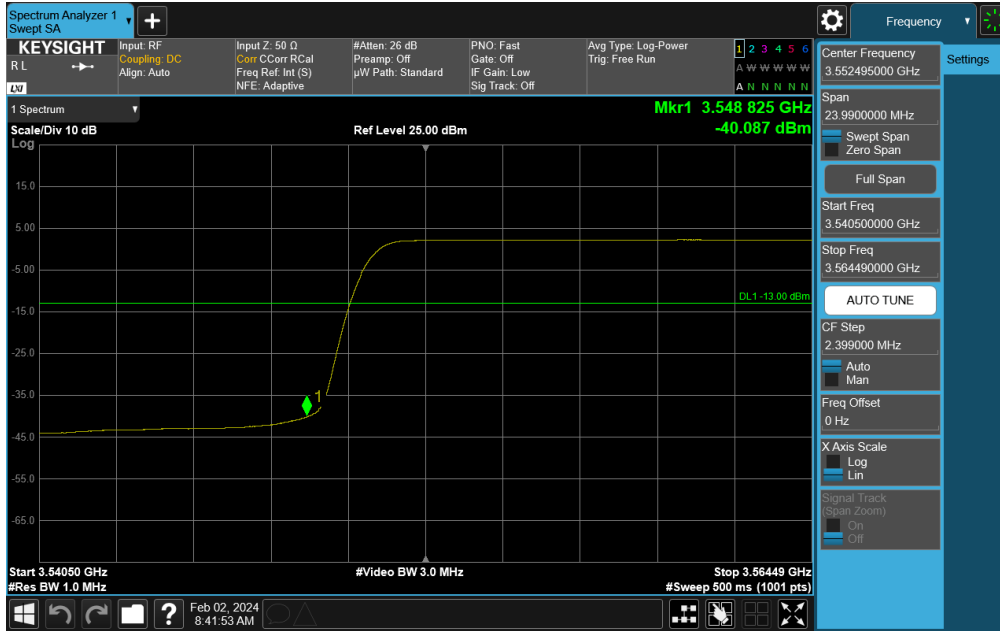 Spectrum Analyzer 1
Swept SA
Frequency
KEYSIGHT
R L
LXI
Input: RF
Coupling: DC
Align: Auto
Input Z: 50 Ω
Corr CCorr RCal
Freq Ref: Int (S)
NFE: Adaptive
#Atten: 26 dB
Preamp: Off
µW Path: Standard
PNO: Fast
Gate: Off
IF Gain: Low
Sig Track: Off
Avg Type: Log-Power
Trig: Free Run
1 2 3 4 5 6
A W W W W W
A N N N N N
1 Spectrum
Mkr1 3.548 825 GHz
Scale/Div 10 dB
Ref Level 25.00 dBm
-40.087 dBm
Log
15.0
5.00
-5.00
DL1 -13.00 dBm
-15.0
-25.0
-35.0
1
-45.0
-55.0
-65.0
Start 3.54050 GHz
#Video BW 3.0 MHz
Stop 3.56449 GHz
#Res BW 1.0 MHz
#Sweep 500 ms (1001 pts)
Center Frequency
3.552495000 GHz
Settings
Span
23.9900000 MHz
Swept Span
Zero Span
Full Span
Start Freq
3.540500000 GHz
Stop Freq
3.564490000 GHz
AUTO TUNE
CF Step
2.399000 MHz
Auto
Man
Freq Offset
0 Hz
X Axis Scale
Log
Lin
Signal Track
(Span Zoom)
On
Off
?
Feb 02, 2024
8:41:53 AM